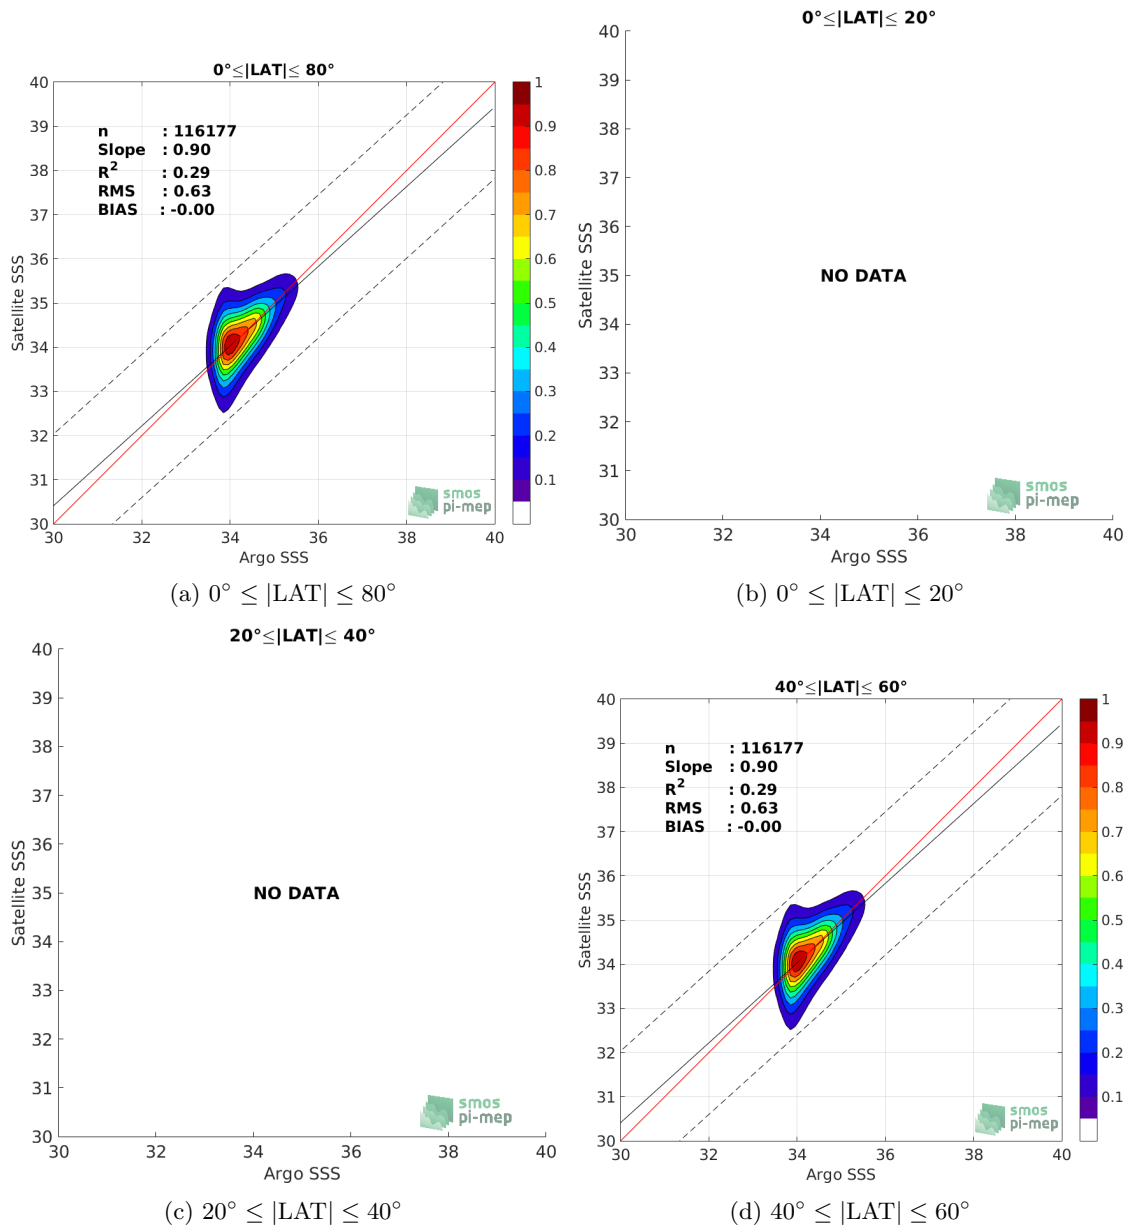 0°≤|LAT|≤ 80°
n : 116177
Slope : 0.90
R² : 0.29
RMS : 0.63
BIAS : -0.00
40
39
38
37
36
35
34
33
32
31
30
Satellite SSS
30 32 34 36 38 40
Argo SSS
1
0.9
0.8
0.7
0.6
0.5
0.4
0.3
0.2
0.1
smos
pi-mep
(a) 0° ≤ |LAT| ≤ 80°
0°≤|LAT|≤ 20°
40
39
38
37
36
35
34
33
32
31
30
Satellite SSS
NO DATA
smos
pi-mep
30 32 34 36 38 40
Argo SSS
(b) 0° ≤ |LAT| ≤ 20°
20°≤|LAT|≤ 40°
40
39
38
37
36
35
34
33
32
31
30
Satellite SSS
NO DATA
smos
pi-mep
30 32 34 36 38 40
Argo SSS
(c) 20° ≤ |LAT| ≤ 40°
40°≤|LAT|≤ 60°
n : 116177
Slope : 0.90
R² : 0.29
RMS : 0.63
BIAS : -0.00
40
39
38
37
36
35
34
33
32
31
30
Satellite SSS
30 32 34 36 38 40
Argo SSS
1
0.9
0.8
0.7
0.6
0.5
0.4
0.3
0.2
0.1
smos
pi-mep
(d) 40° ≤ |LAT| ≤ 60°